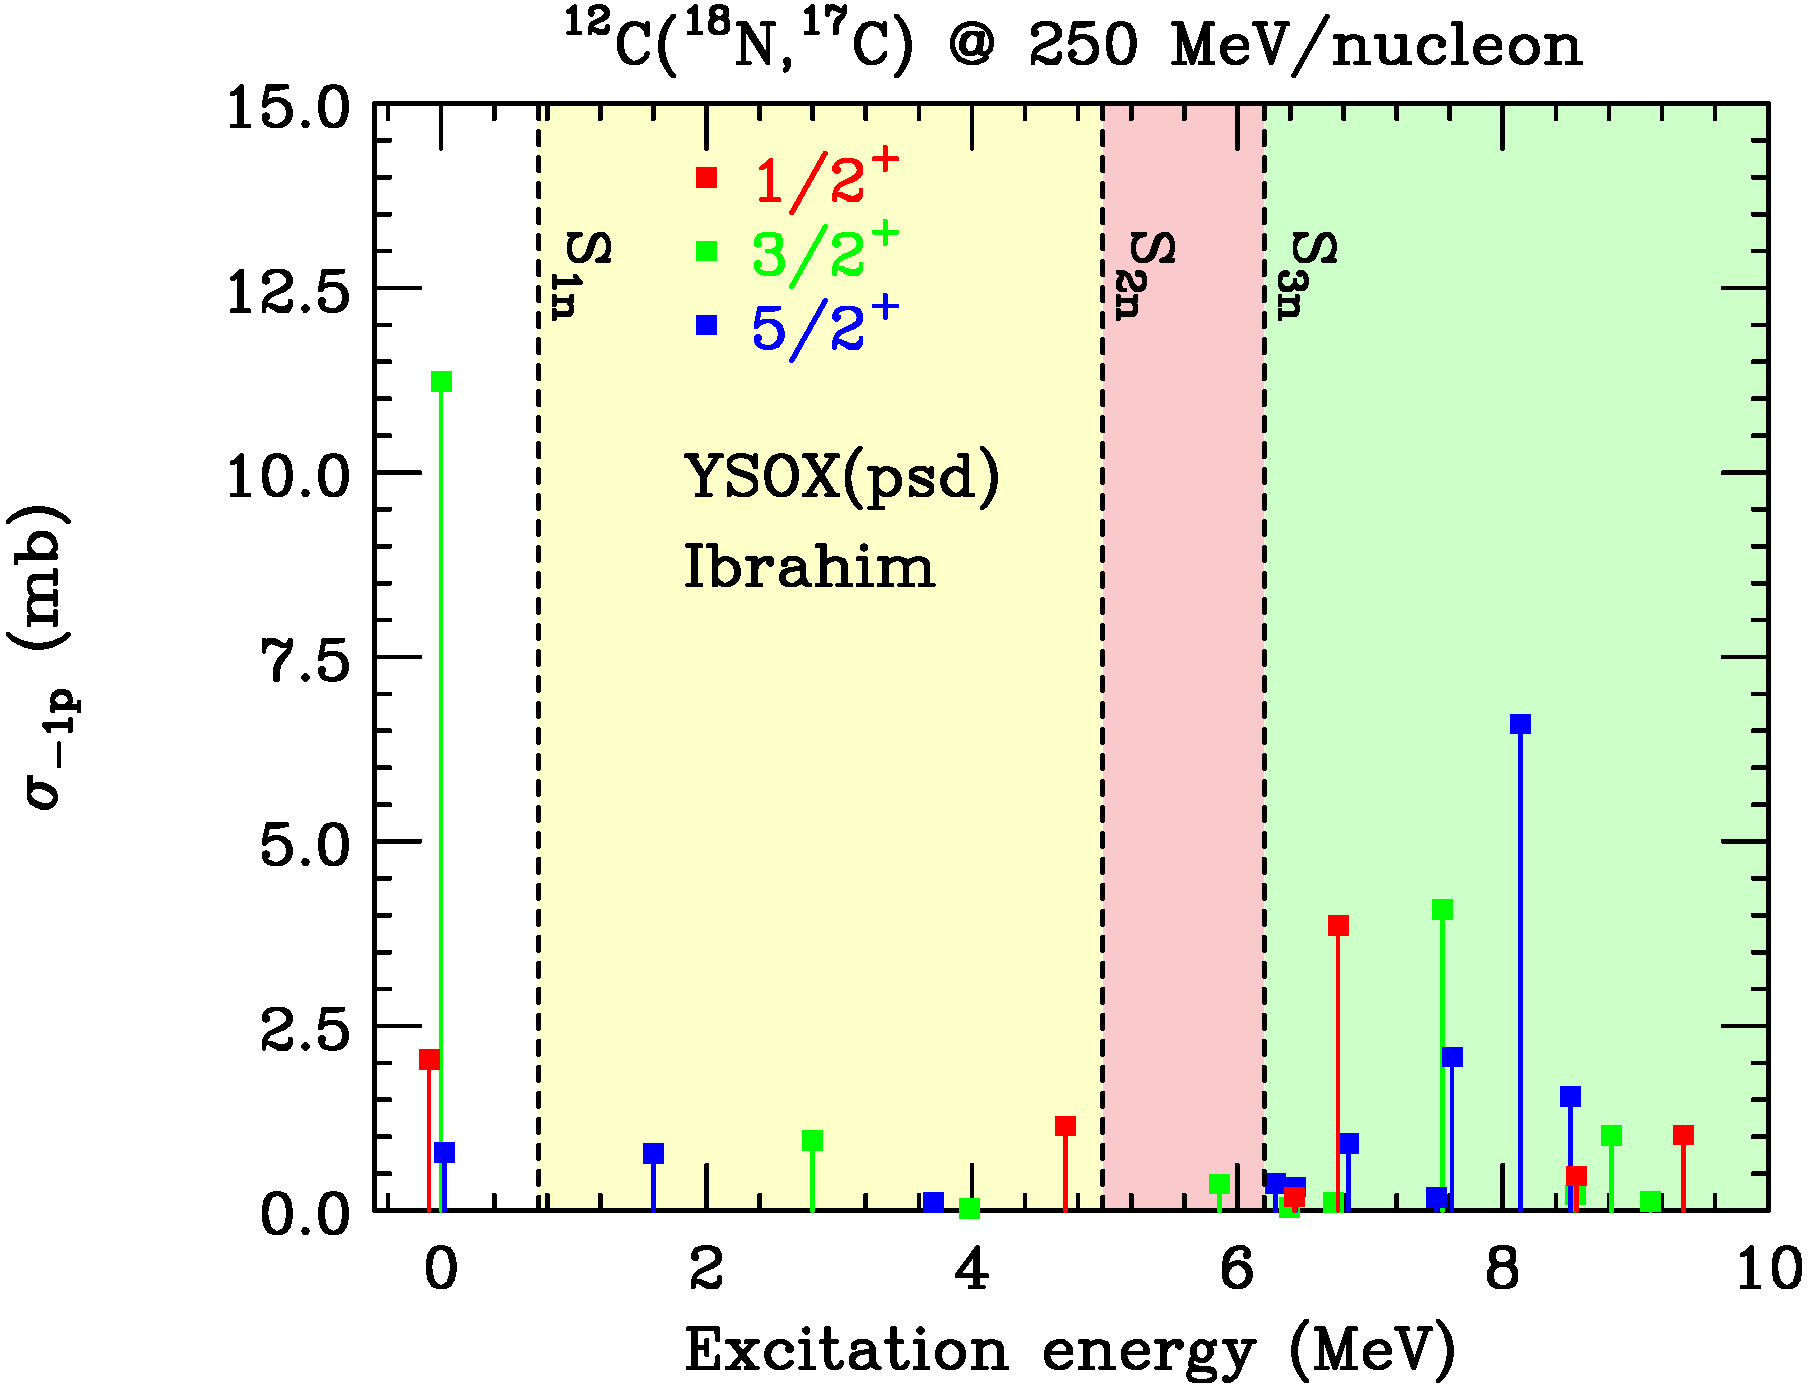 ¹²C(¹⁸N,¹⁷C) @ 250 MeV/nucleon
15.0
12.5
10.0
7.5
5.0
2.5
0.0
σ₋₁ₚ (mb)
S₁ₙ
S₂ₙ
S₃ₙ
1/2⁺
3/2⁺
5/2⁺
YSOX(psd)
Ibrahim
0 2 4 6 8 10
Excitation energy (MeV)